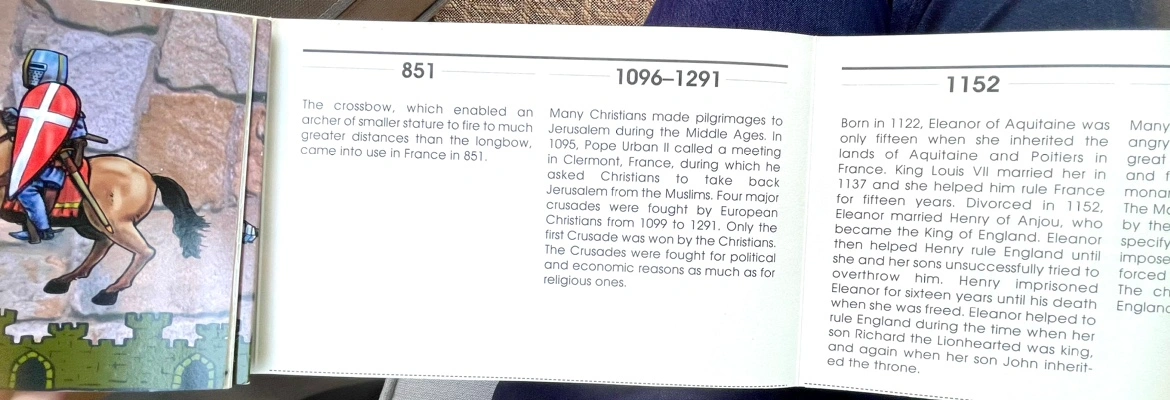 851
The crossbow, which enabled an
archer of smaller stature to fire to much
greater distances than the longbow,
came into use in France in 851.
1096–1291
Many Christians made pilgrimages to
Jerusalem during the Middle Ages. In
1095, Pope Urban II called a meeting
in Clermont, France, during which he
asked Christians to take back
Jerusalem from the Muslims. Four major
crusades were fought by European
Christians from 1099 to 1291. Only the
first Crusade was won by the Christians.
The Crusades were fought for political
and economic reasons as much as for
religious ones.
1152
Born in 1122, Eleanor of Aquitaine was
only fifteen when she inherited the
lands of Aquitaine and Poitiers in
France. King Louis VII married her in
1137 and she helped him rule France
for fifteen years. Divorced in 1152,
Eleanor married Henry of Anjou, who
became the King of England. Eleanor
then helped Henry rule England until
she and her sons unsuccessfully tried to
overthrow him. Henry imprisoned
Eleanor for sixteen years until his death
when she was freed. Eleanor helped to
rule England during the time when her
son Richard the Lionhearted was king,
and again when her son John inherit-
ed the throne.
Many
angry
great
and
The
by the
specify
impose
forced
The
England